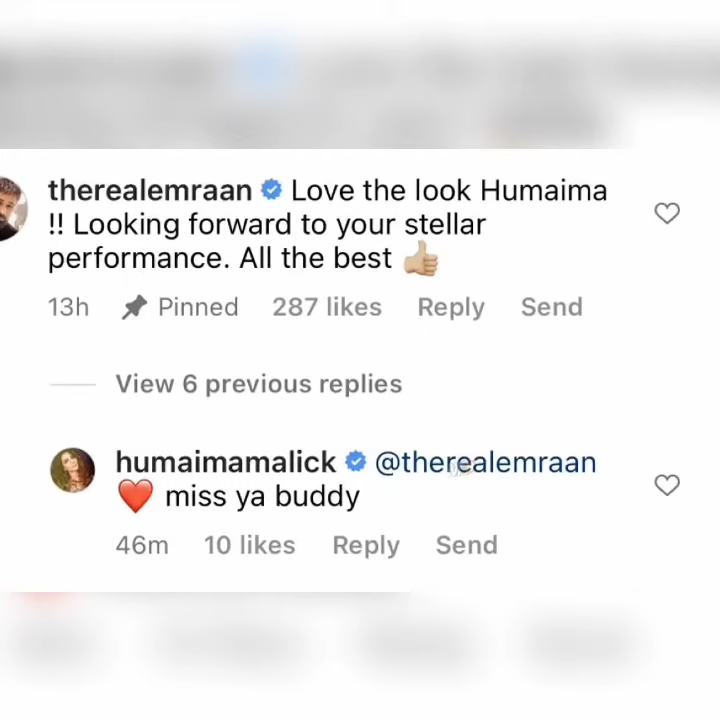 therealemraan Love the look Humaima
!! Looking forward to your stellar
performance. All the best 👍🏼
13h Pinned 287 likes Reply Send
View 6 previous replies
humaimamalick @therealemraan
❤️ miss ya buddy
46m 10 likes Reply Send